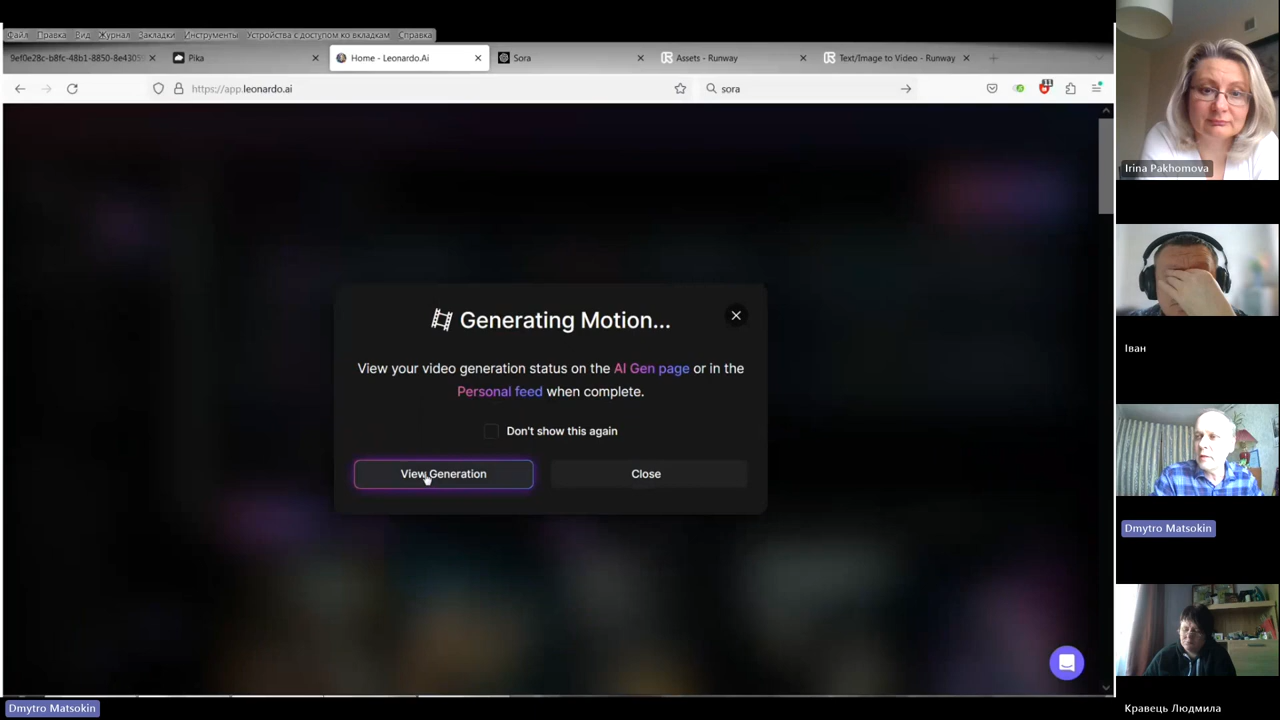 Файл Правка Вид Журнал Закладки Инструменты Устройства с доступом ко вкладкам Справка
Pika
Home - Leonardo.Ai
Sora
Assets - Runway
Text/Image to Video - Runway
https://app.leonardo.ai
sora
11
Generating Motion...
View your video generation status on the AI Gen page or in the
Personal feed when complete.
Don't show this again
View Generation
Close
Irina Pakhomova
Іван
Dmytro Matsokin
Кравець Людмила
Dmytro Matsokin